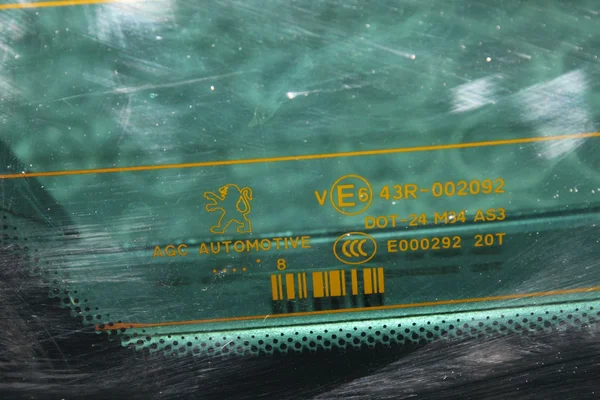 V E6 43R-002092
DOT-24 M34 AS3
AGC AUTOMOTIVE
CCC E000292 20T
.... .. 8